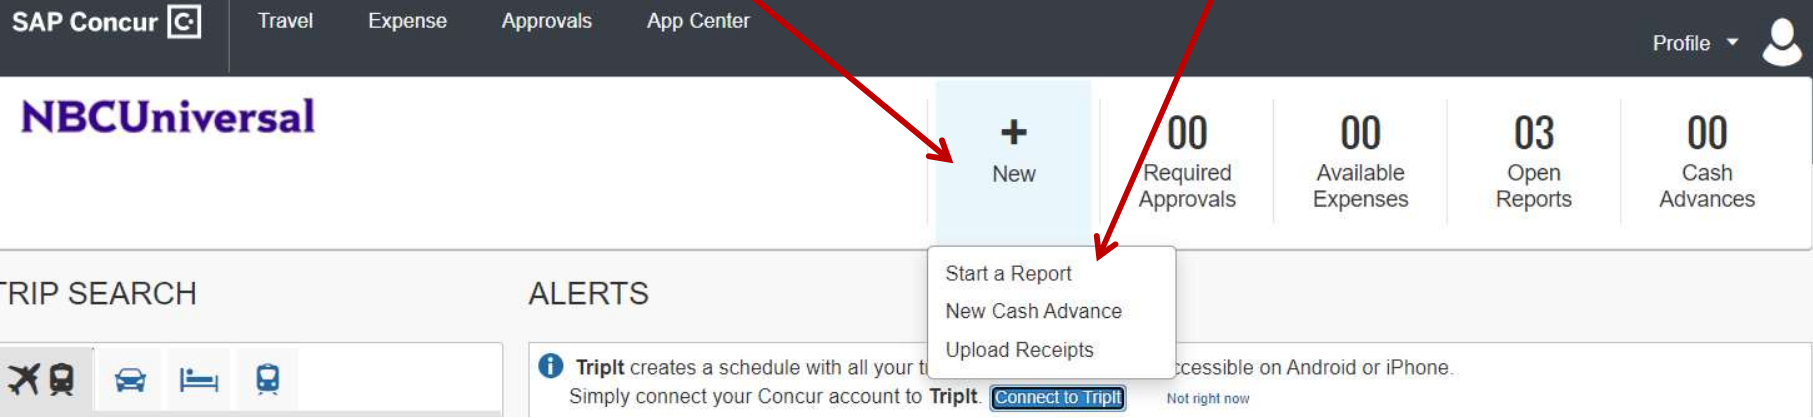 SAP Concur C.
Travel
Expense
Approvals
App Center
Profile
NBCUniversal
+
New
00
Required
Approvals
00
Available
Expenses
03
Open
Reports
00
Cash
Advances
Start a Report
New Cash Advance
Upload Receipts
TRIP SEARCH
ALERTS
TripIt creates a schedule with all your
ccessible on Android or iPhone.
Simply connect your Concur account to TripIt. Connect to TripIt Not right now